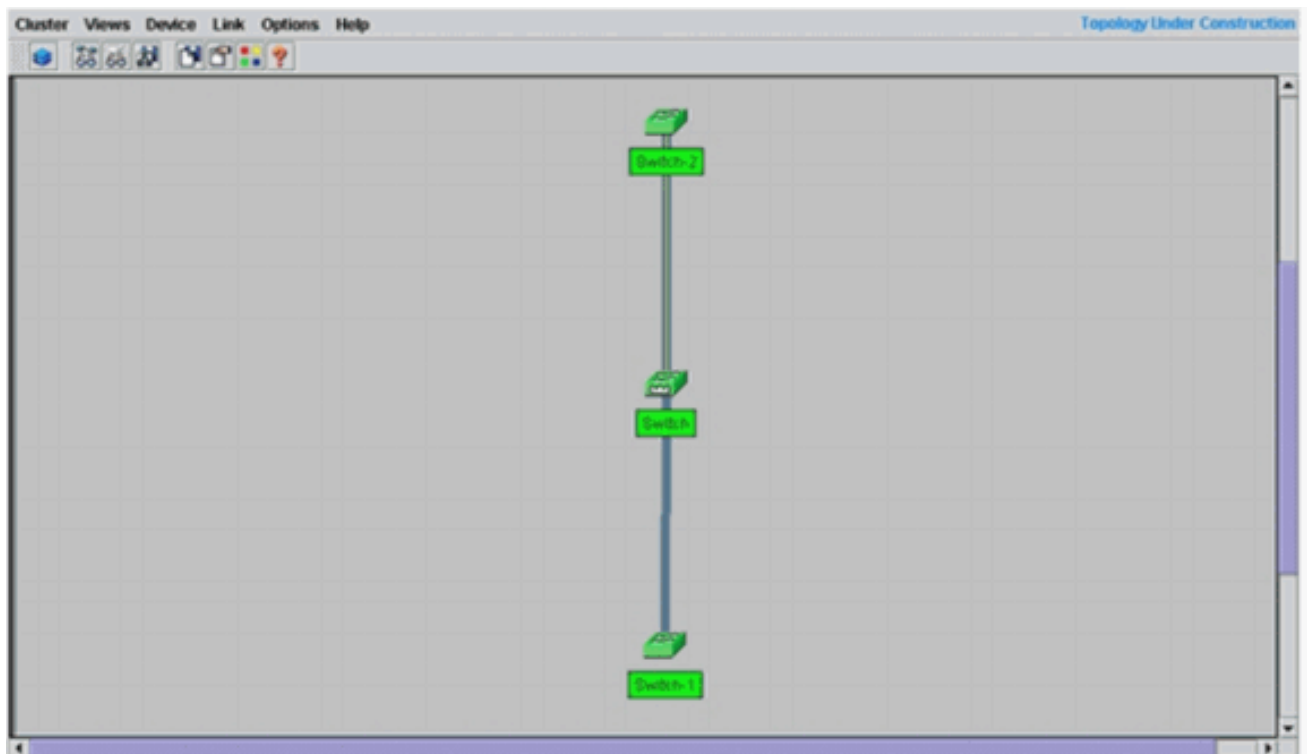 Cluster Views Device Link Options Help
Topology Under Construction
Switch-2
Switch
Switch-1